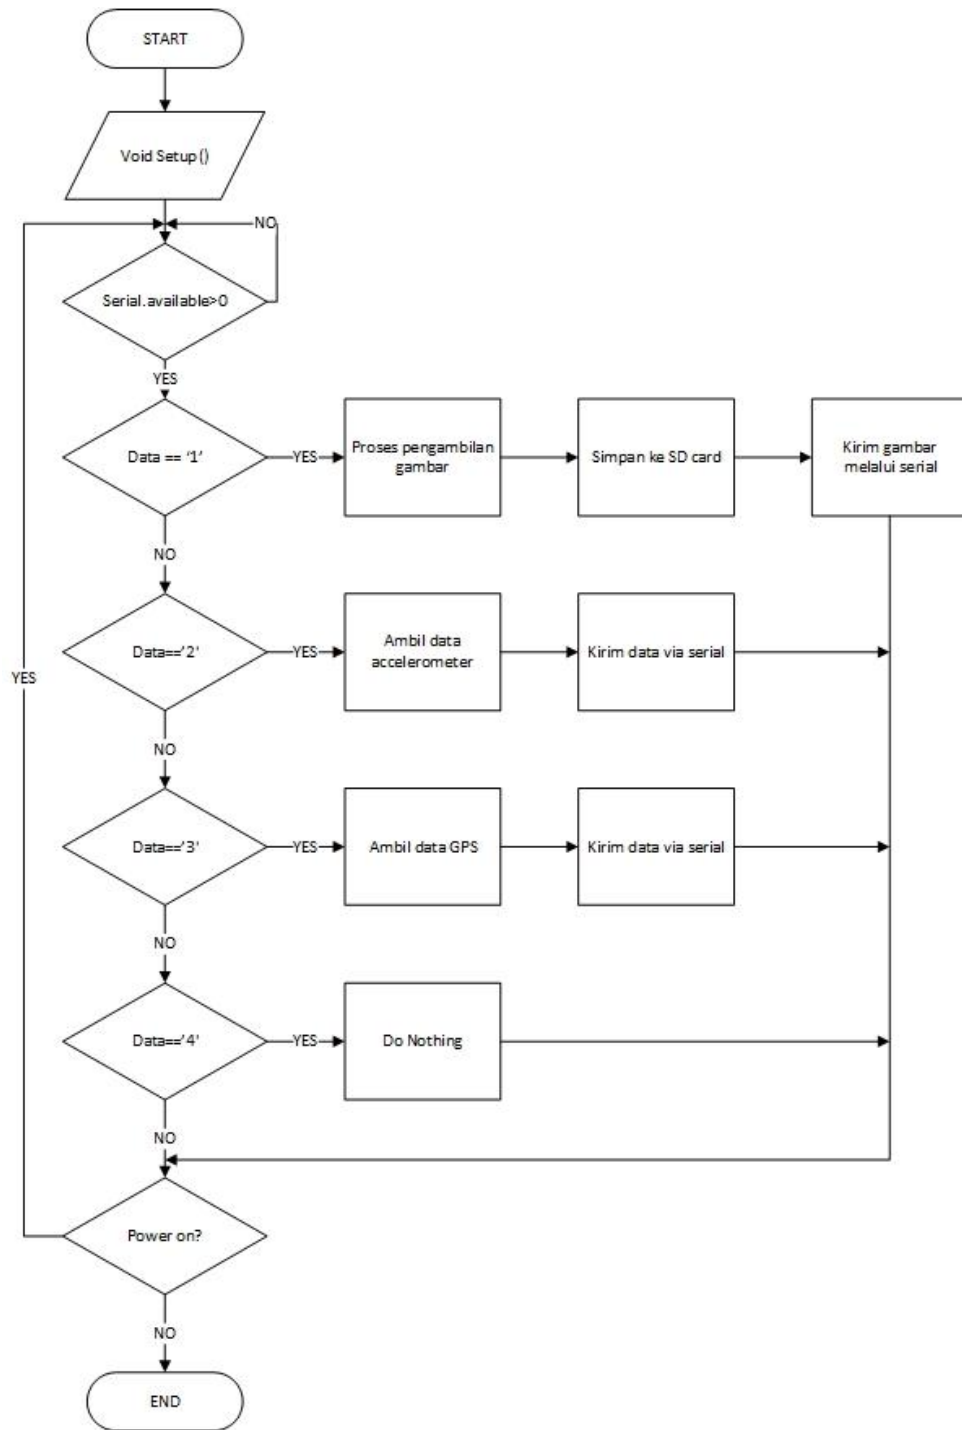 START
Void Setup()
NO
Serial.available>0
YES
Data == ‘1’
YES
Proses pengambilan
gambar
Simpan ke SD card
Kirim gambar
melalui serial
NO
Data==’2’
YES
Ambil data
accelerometer
Kirim data via serial
YES
NO
Data==’3’
YES
Ambil data GPS
Kirim data via serial
NO
Data==’4’
YES
Do Nothing
NO
Power on?
NO
END